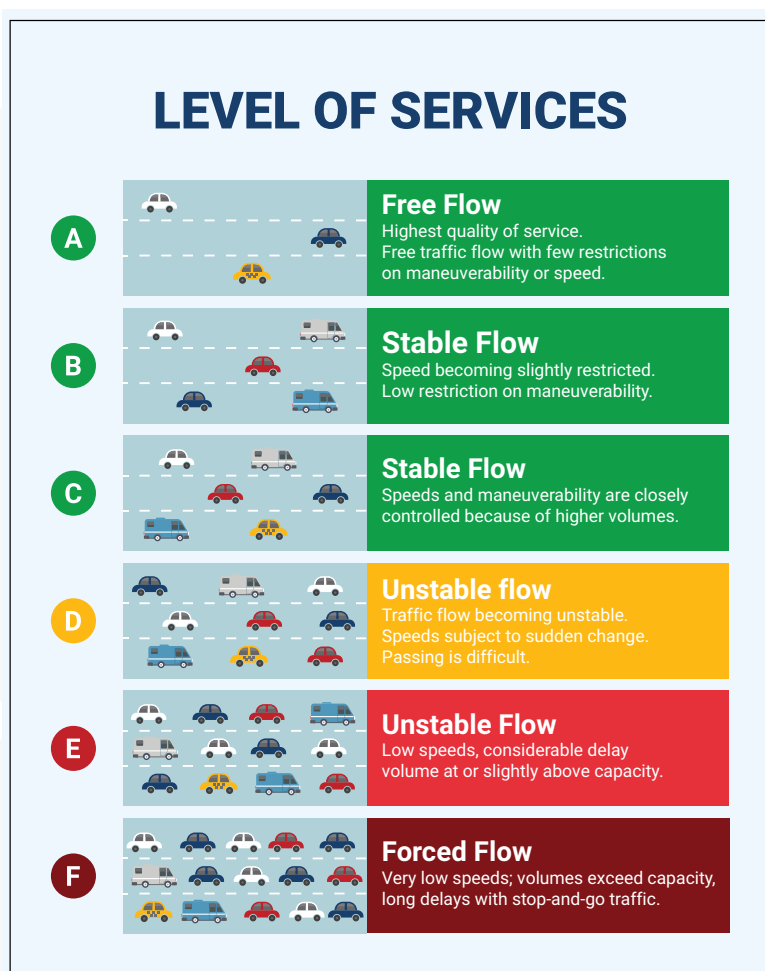 LEVEL OF SERVICES
A
Free Flow
Highest quality of service.
Free traffic flow with few restrictions
on maneuverability or speed.
B
Stable Flow
Speed becoming slightly restricted.
Low restriction on maneuverability.
C
Stable Flow
Speeds and maneuverability are closely
controlled because of higher volumes.
D
Unstable flow
Traffic flow becoming unstable.
Speeds subject to sudden change.
Passing is difficult.
E
Unstable Flow
Low speeds, considerable delay
volume at or slightly above capacity.
F
Forced Flow
Very low speeds; volumes exceed capacity,
long delays with stop-and-go traffic.